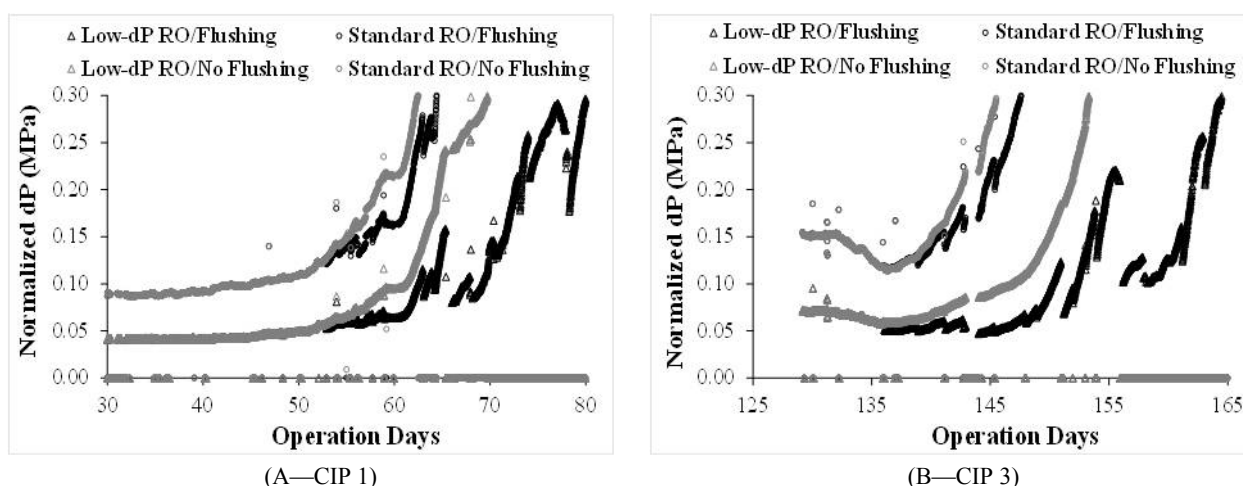 △ Low-dP RO/Flushing ○ Standard RO/Flushing
△ Low-dP RO/No Flushing ○ Standard RO/No Flushing
0.30
0.25
0.20
0.15
0.10
0.05
0.00
Normalized dP (MPa)
30 40 50 60 70 80
Operation Days
(A—CIP 1)
△ Low-dP RO/Flushing ○ Standard RO/Flushing
△ Low-dP RO/No Flushing ○ Standard RO/No Flushing
0.30
0.25
0.20
0.15
0.10
0.05
0.00
Normalized dP (MPa)
125 135 145 155 165
Operation Days
(B—CIP 3)